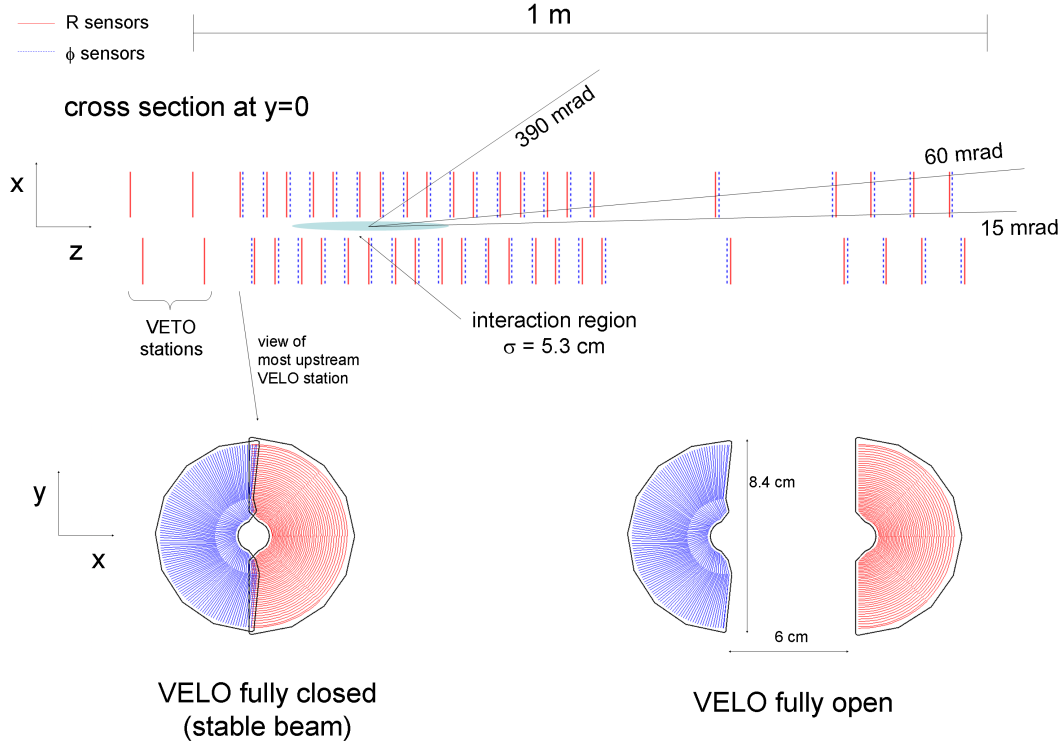 R sensors
ϕ sensors
1 m
cross section at y=0
390 mrad
60 mrad
15 mrad
x
z
VETO
stations
view of
most upstream
VELO station
interaction region
σ = 5.3 cm
y
x
8.4 cm
6 cm
VELO fully closed
(stable beam)
VELO fully open